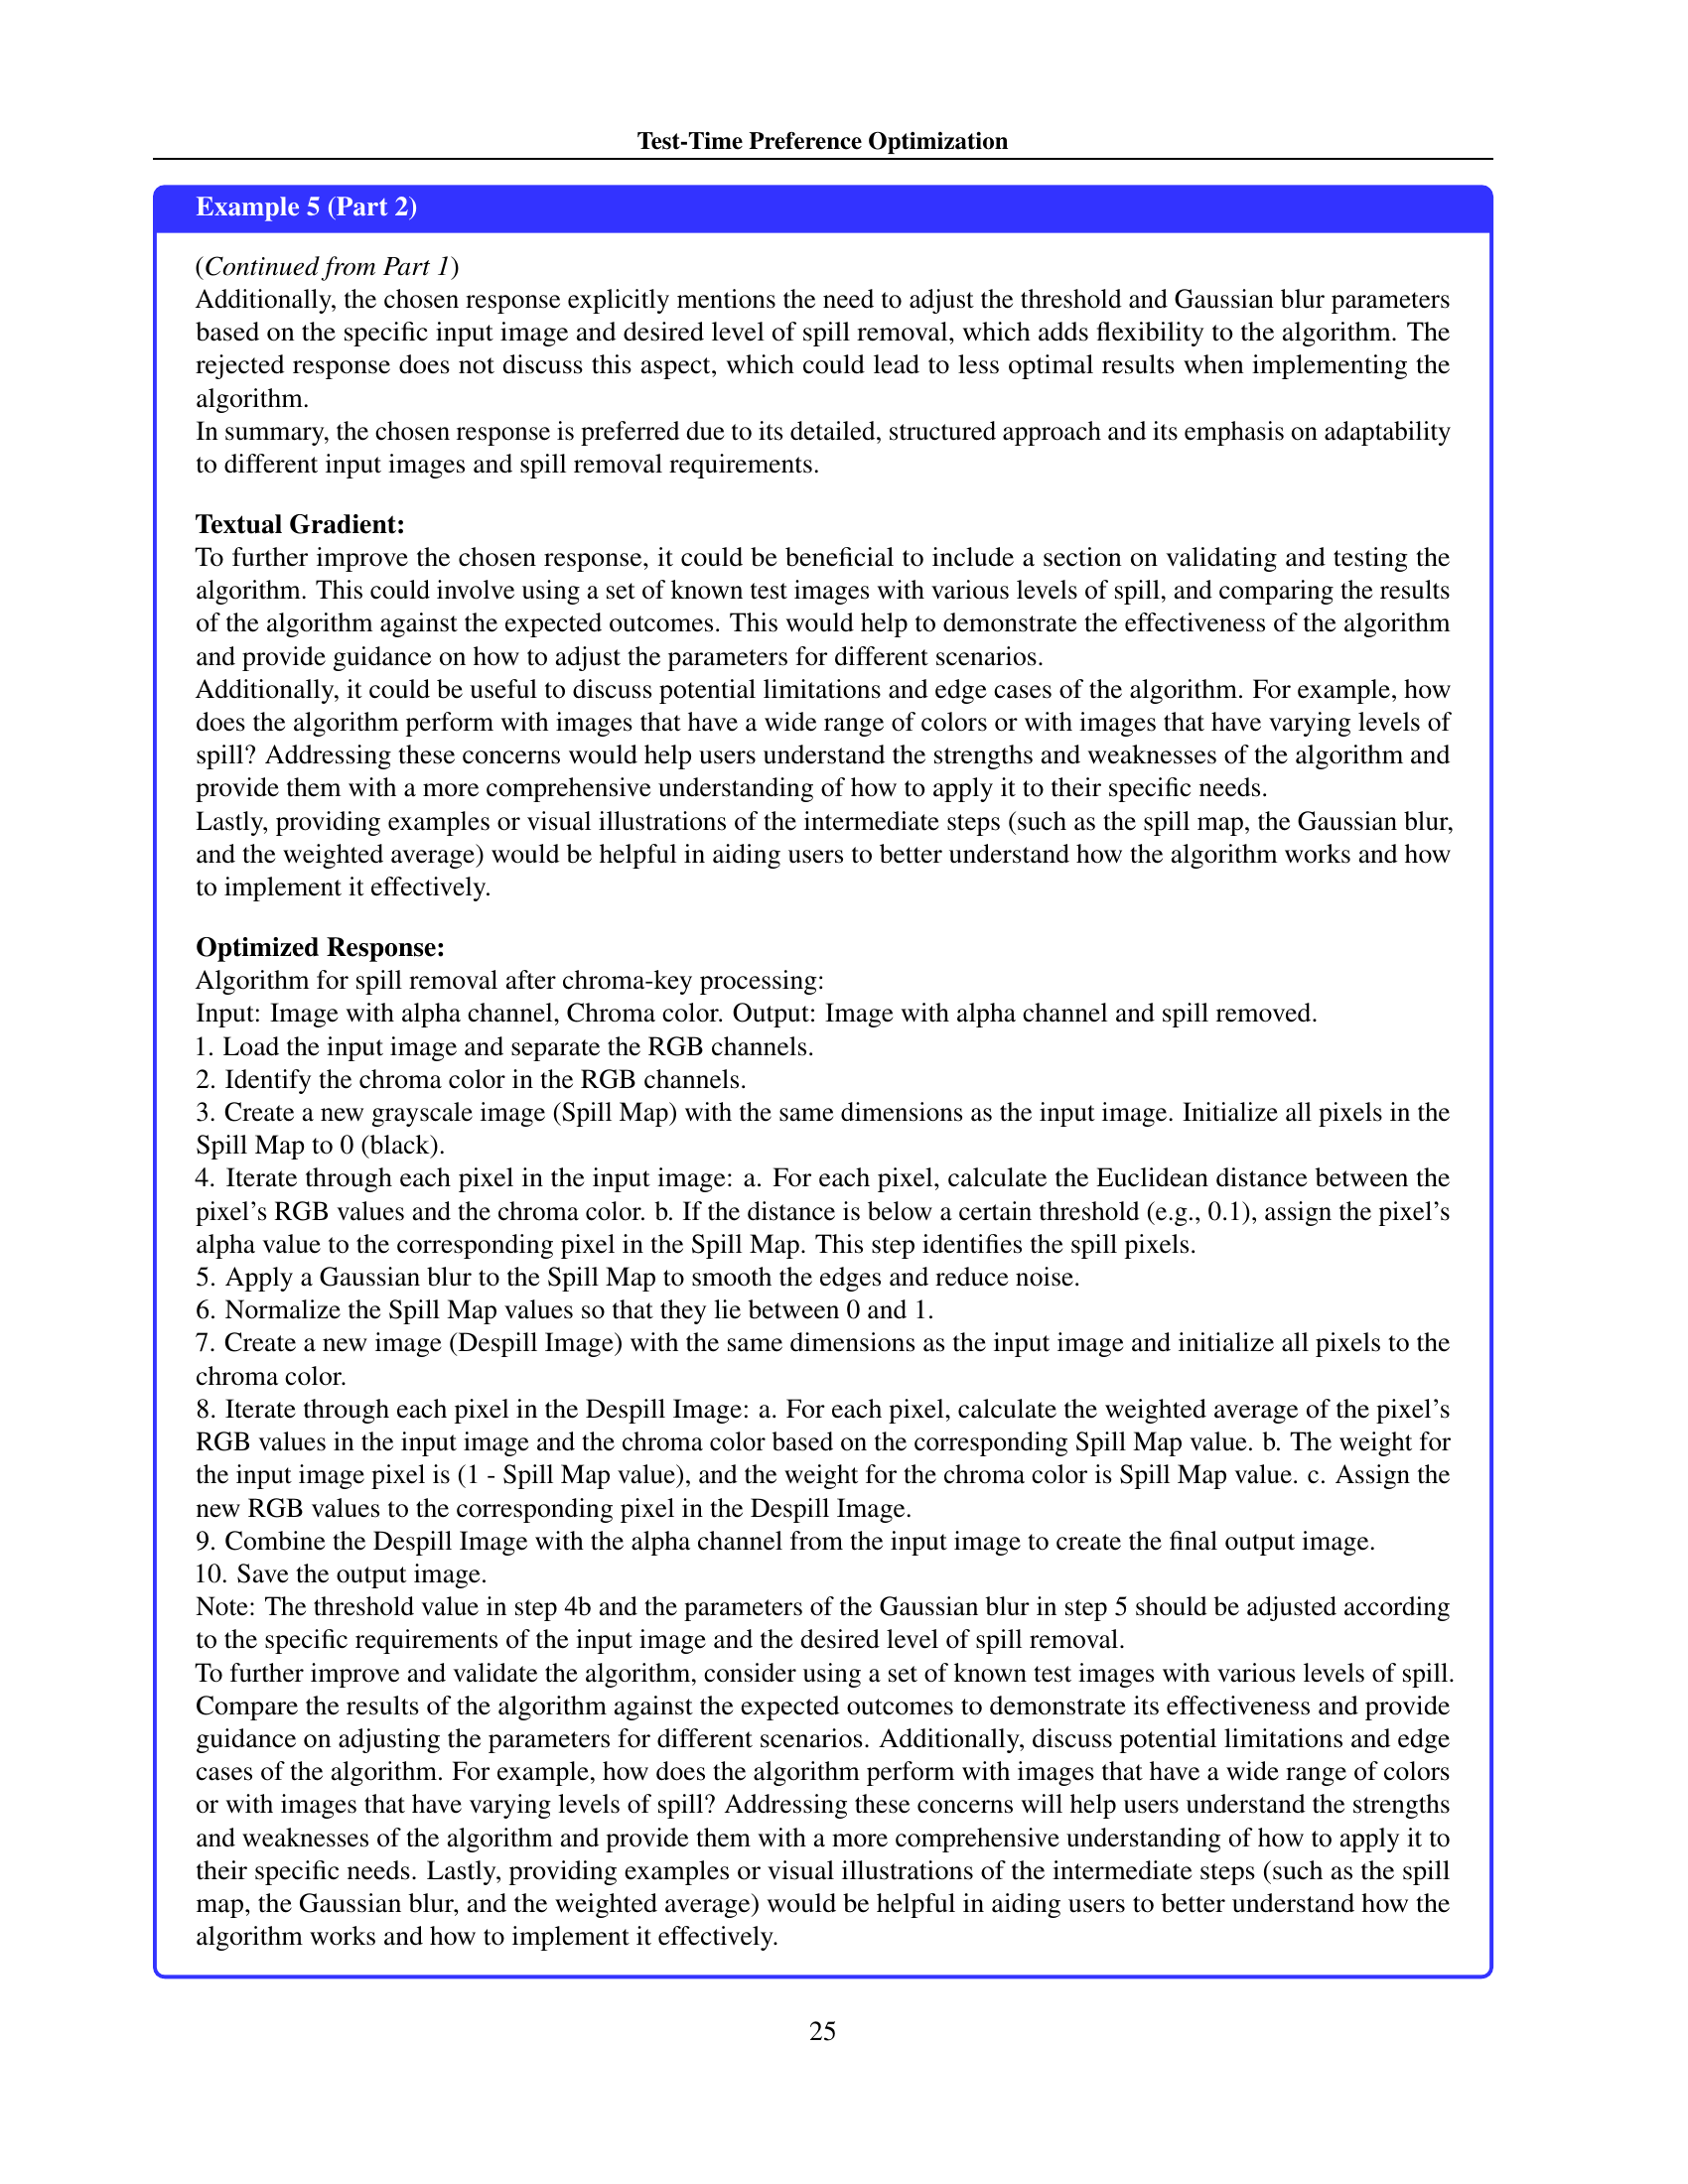 Test-Time Preference Optimization
Example 5 (Part 2)
(Continued from Part 1)
Additionally, the chosen response explicitly mentions the need to adjust the threshold and Gaussian blur parameters
based on the specific input image and desired level of spill removal, which adds flexibility to the algorithm. The
rejected response does not discuss this aspect, which could lead to less optimal results when implementing the
algorithm.
In summary, the chosen response is preferred due to its detailed, structured approach and its emphasis on adaptability
to different input images and spill removal requirements.
Textual Gradient:
To further improve the chosen response, it could be beneficial to include a section on validating and testing the
algorithm. This could involve using a set of known test images with various levels of spill, and comparing the results
of the algorithm against the expected outcomes. This would help to demonstrate the effectiveness of the algorithm
and provide guidance on how to adjust the parameters for different scenarios.
Additionally, it could be useful to discuss potential limitations and edge cases of the algorithm. For example, how
does the algorithm perform with images that have a wide range of colors or with images that have varying levels of
spill? Addressing these concerns would help users understand the strengths and weaknesses of the algorithm and
provide them with a more comprehensive understanding of how to apply it to their specific needs.
Lastly, providing examples or visual illustrations of the intermediate steps (such as the spill map, the Gaussian blur,
and the weighted average) would be helpful in aiding users to better understand how the algorithm works and how
to implement it effectively.
Optimized Response:
Algorithm for spill removal after chroma-key processing:
Input: Image with alpha channel, Chroma color. Output: Image with alpha channel and spill removed.
1. Load the input image and separate the RGB channels.
2. Identify the chroma color in the RGB channels.
3. Create a new grayscale image (Spill Map) with the same dimensions as the input image. Initialize all pixels in the
Spill Map to 0 (black).
4. Iterate through each pixel in the input image: a. For each pixel, calculate the Euclidean distance between the
pixel's RGB values and the chroma color. b. If the distance is below a certain threshold (e.g., 0.1), assign the pixel's
alpha value to the corresponding pixel in the Spill Map. This step identifies the spill pixels.
5. Apply a Gaussian blur to the Spill Map to smooth the edges and reduce noise.
6. Normalize the Spill Map values so that they lie between 0 and 1.
7. Create a new image (Despill Image) with the same dimensions as the input image and initialize all pixels to the
chroma color.
8. Iterate through each pixel in the Despill Image: a. For each pixel, calculate the weighted average of the pixel's
RGB values in the input image and the chroma color based on the corresponding Spill Map value. b. The weight for
the input image pixel is (1 - Spill Map value), and the weight for the chroma color is Spill Map value. c. Assign the
new RGB values to the corresponding pixel in the Despill Image.
9. Combine the Despill Image with the alpha channel from the input image to create the final output image.
10. Save the output image.
Note: The threshold value in step 4b and the parameters of the Gaussian blur in step 5 should be adjusted according
to the specific requirements of the input image and the desired level of spill removal.
To further improve and validate the algorithm, consider using a set of known test images with various levels of spill.
Compare the results of the algorithm against the expected outcomes to demonstrate its effectiveness and provide
guidance on adjusting the parameters for different scenarios. Additionally, discuss potential limitations and edge
cases of the algorithm. For example, how does the algorithm perform with images that have a wide range of colors
or with images that have varying levels of spill? Addressing these concerns will help users understand the strengths
and weaknesses of the algorithm and provide them with a more comprehensive understanding of how to apply it to
their specific needs. Lastly, providing examples or visual illustrations of the intermediate steps (such as the spill
map, the Gaussian blur, and the weighted average) would be helpful in aiding users to better understand how the
algorithm works and how to implement it effectively.
25